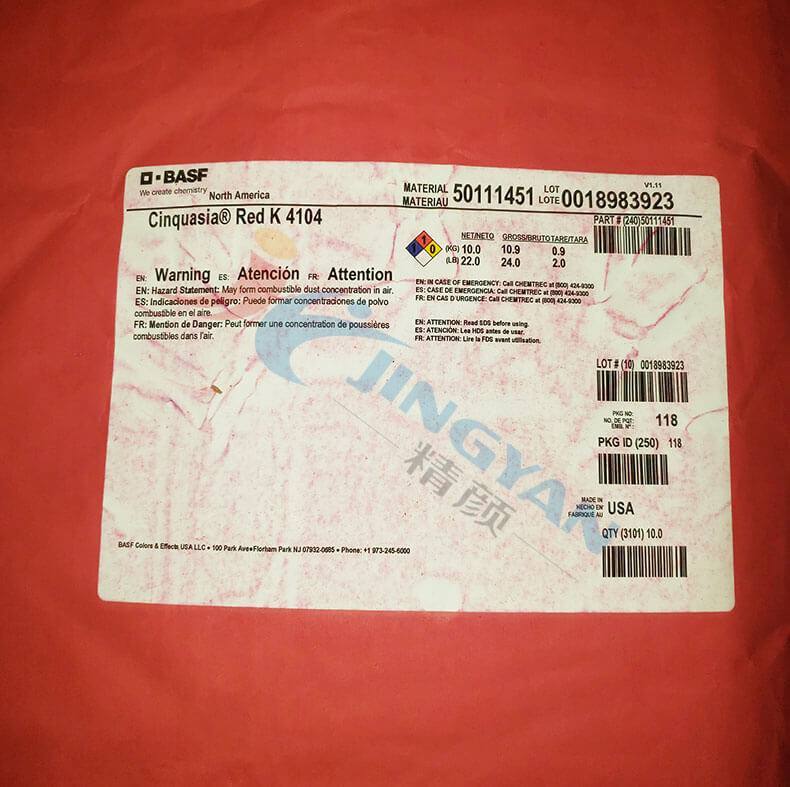 BASF
We create chemistry
North America
MATERIAL 50111451 LOT 0018983923
MATERIAU LOTE
V1.11
Cinquasia® Red K 4104
PART # (240)50111451
NET/NETO GROSS/BRUTO TARE/TARA
(KG) 10.0 10.9 0.9
(LB) 22.0 24.0 2.0
1
1 0
EN: Warning ES: Atención FR: Attention
EN: Hazard Statement: May form combustible dust concentration in air.
ES: Indicaciones de peligro: Puede formar concentraciones de polvo
combustible en el aire.
FR: Mention de Danger: Peut former une concentration de poussières
combustibles dans l'air.
EN: IN CASE OF EMERGENCY: Call CHEMTREC at (800) 424-9300
ES: CASE DE EMERGENCIA: Call CHEMTREC at (800) 424-9300
FR: EN CAS D'URGENCE: Call CHEMTREC at (800) 424-9300
EN: ATTENTION: Read SDS before using.
ES: ATENCIÓN: Lea HDS antes de usar.
FR: ATTENTION: Lire la FDS avant utilisation.
LOT # (10) 0018983923
PKG NO:
NO. DE PQT: 118
EMB. N°:
PKG ID (250) 118
MADE IN
HECHO EN USA
FABRIQUÉ AU
QTY (3101) 10.0
BASF Colors & Effects USA LLC • 100 Park Ave•Florham Park NJ 07932-0685 • Phone: +1 973-245-6000
JINGYAN
精颜